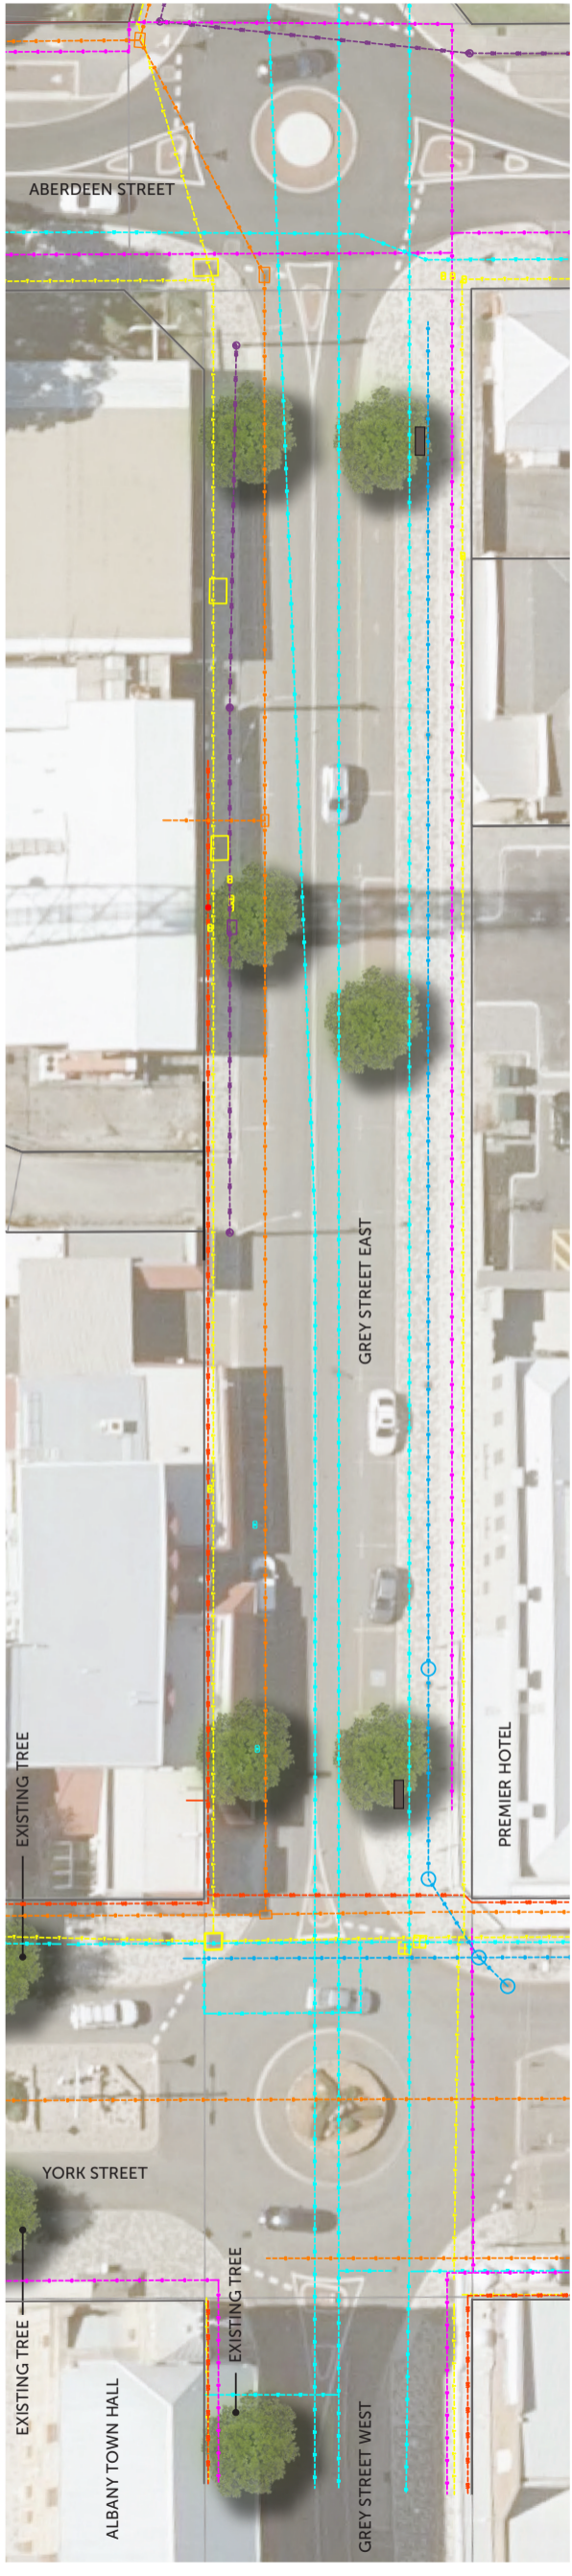 ABERDEEN STREET
GREY STREET EAST
EXISTING TREE
PREMIER HOTEL
YORK STREET
EXISTING TREE
EXISTING TREE
ALBANY TOWN HALL
GREY STREET WEST